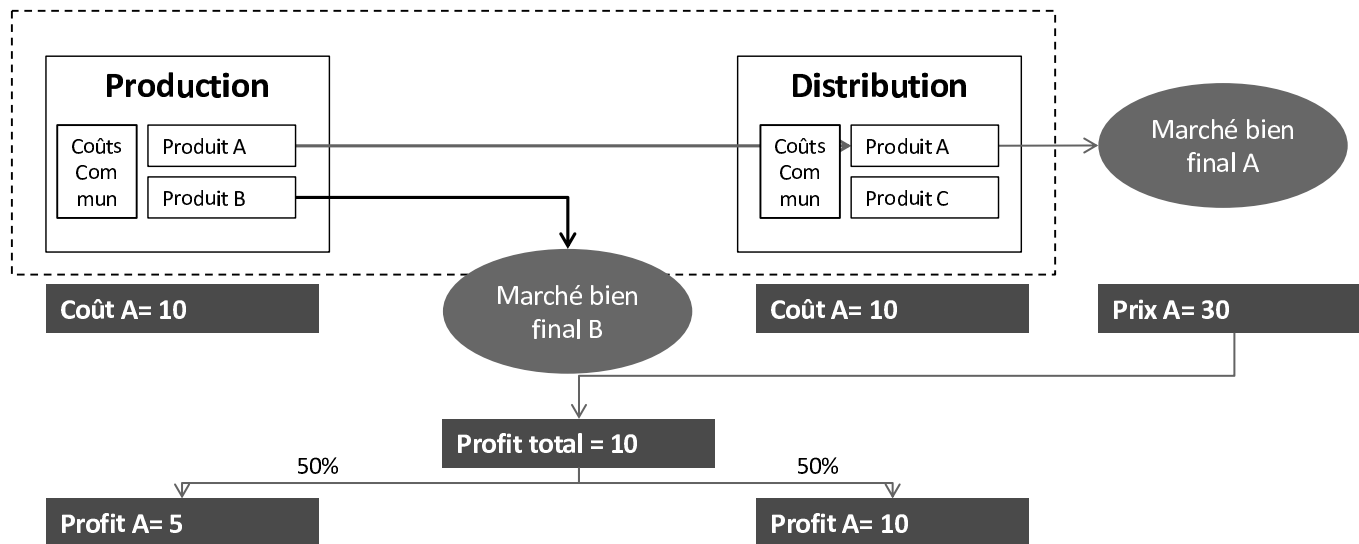 Production
Coûts
Com
mun
Produit A
Produit B
Distribution
Coûts
Com
mun
Produit A
Produit C
Marché bien
final A
Marché bien
final B
Coût A= 10
Coût A= 10
Prix A= 30
Profit total = 10
50%
50%
Profit A= 5
Profit A= 10